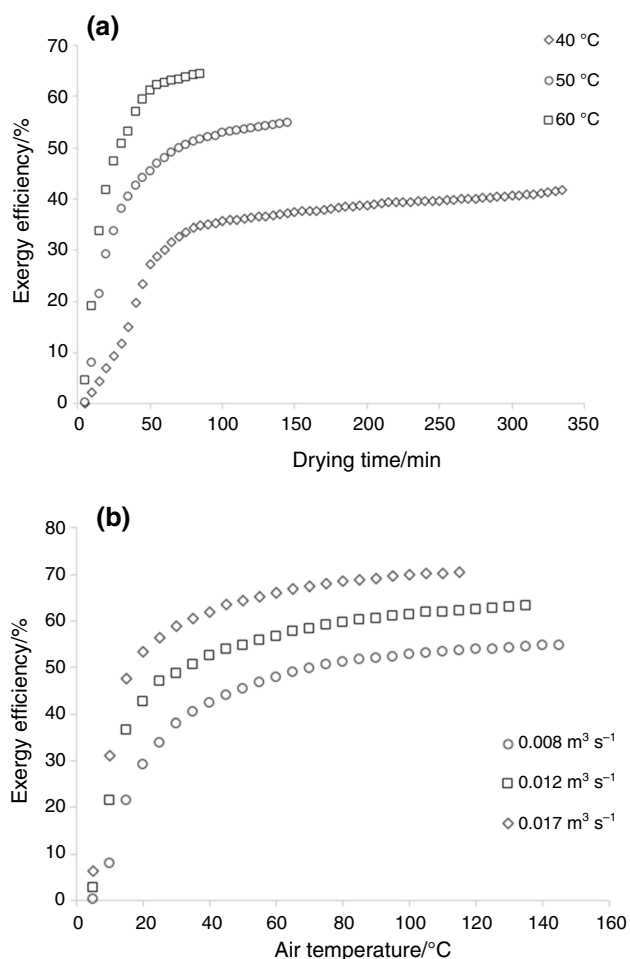 (a)
70
60
50
40
30
20
10
0
Exergy efficiency/%
40 °C
50 °C
60 °C
0 50 100 150 200 250 300 350
Drying time/min
(b)
80
70
60
50
40
30
20
10
0
Exergy efficiency/%
0.008 m³ s⁻¹
0.012 m³ s⁻¹
0.017 m³ s⁻¹
0 20 40 60 80 100 120 140 160
Air temperature/°C